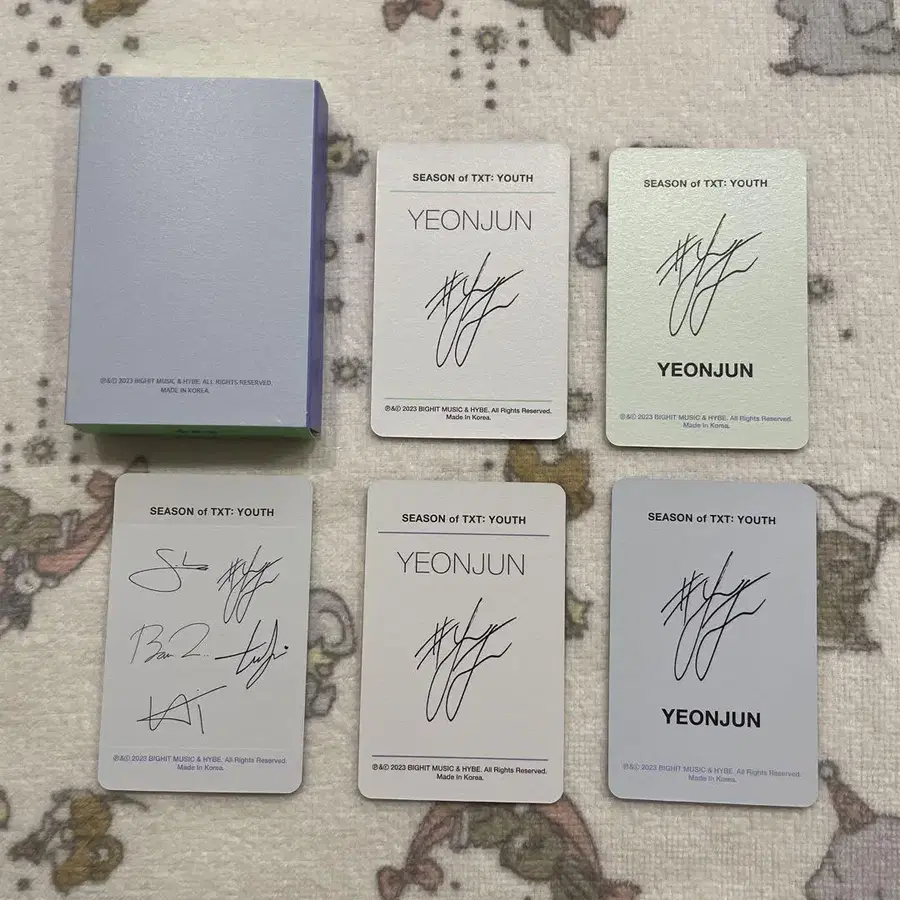 ℗&© 2023 BIGHIT MUSIC & HYBE. ALL RIGHTS RESERVED.
MADE IN KOREA.
SEASON of TXT: YOUTH
YEONJUN
℗&© 2023 BIGHIT MUSIC & HYBE. All Rights Reserved.
Made In Korea.
SEASON of TXT: YOUTH
YEONJUN
℗&© 2023 BIGHIT MUSIC & HYBE. All Rights Reserved.
Made In Korea.
SEASON of TXT: YOUTH
℗&© 2023 BIGHIT MUSIC & HYBE. All Rights Reserved.
Made In Korea.
SEASON of TXT: YOUTH
YEONJUN
℗&© 2023 BIGHIT MUSIC & HYBE. All Rights Reserved.
Made In Korea.
SEASON of TXT: YOUTH
YEONJUN
℗&© 2023 BIGHIT MUSIC & HYBE. All Rights Reserved.
Made In Korea.